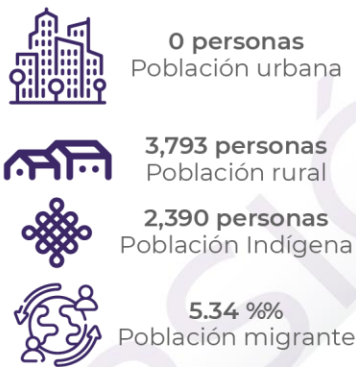 0 personas
Población urbana
3,793 personas
Población rural
2,390 personas
Población Indígena
5.34 %%
Población migrante